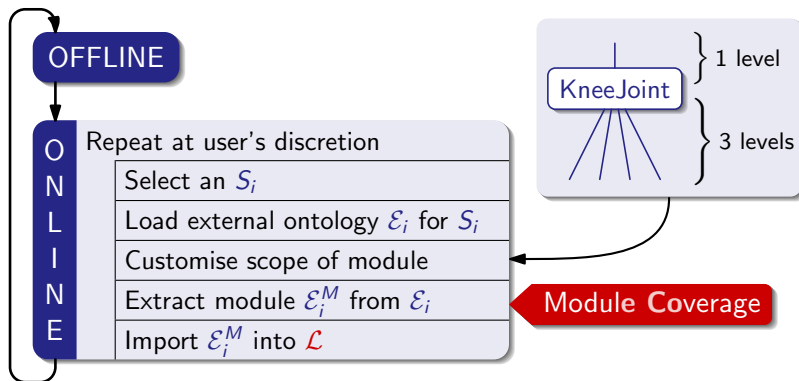 OFFLINE
ONLINE
Repeat at user's discretion
Select an Sᵢ
Load external ontology ℰᵢ for Sᵢ
Customise scope of module
Extract module ℰᵢᴹ from ℰᵢ
Import ℰᵢᴹ into ℒ
1 level
KneeJoint
3 levels
Module Coverage